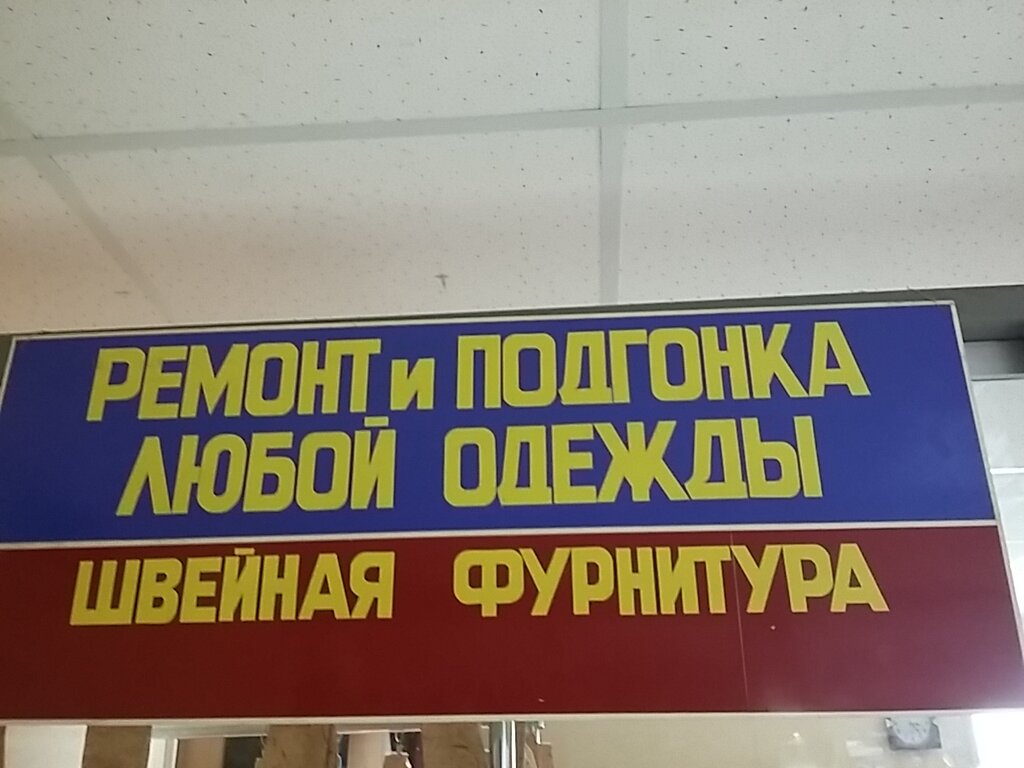 РЕМОНТ и ПОДГОНКА
ЛЮБОЙ ОДЕЖДЫ
ШВЕЙНАЯ ФУРНИТУРА